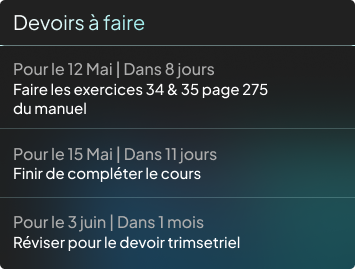 Devoirs à faire
Pour le 12 Mai | Dans 8 jours
Faire les exercices 34 & 35 page 275
du manuel
Pour le 15 Mai | Dans 11 jours
Finir de compléter le cours
Pour le 3 juin | Dans 1 mois
Réviser pour le devoir trimsetriel